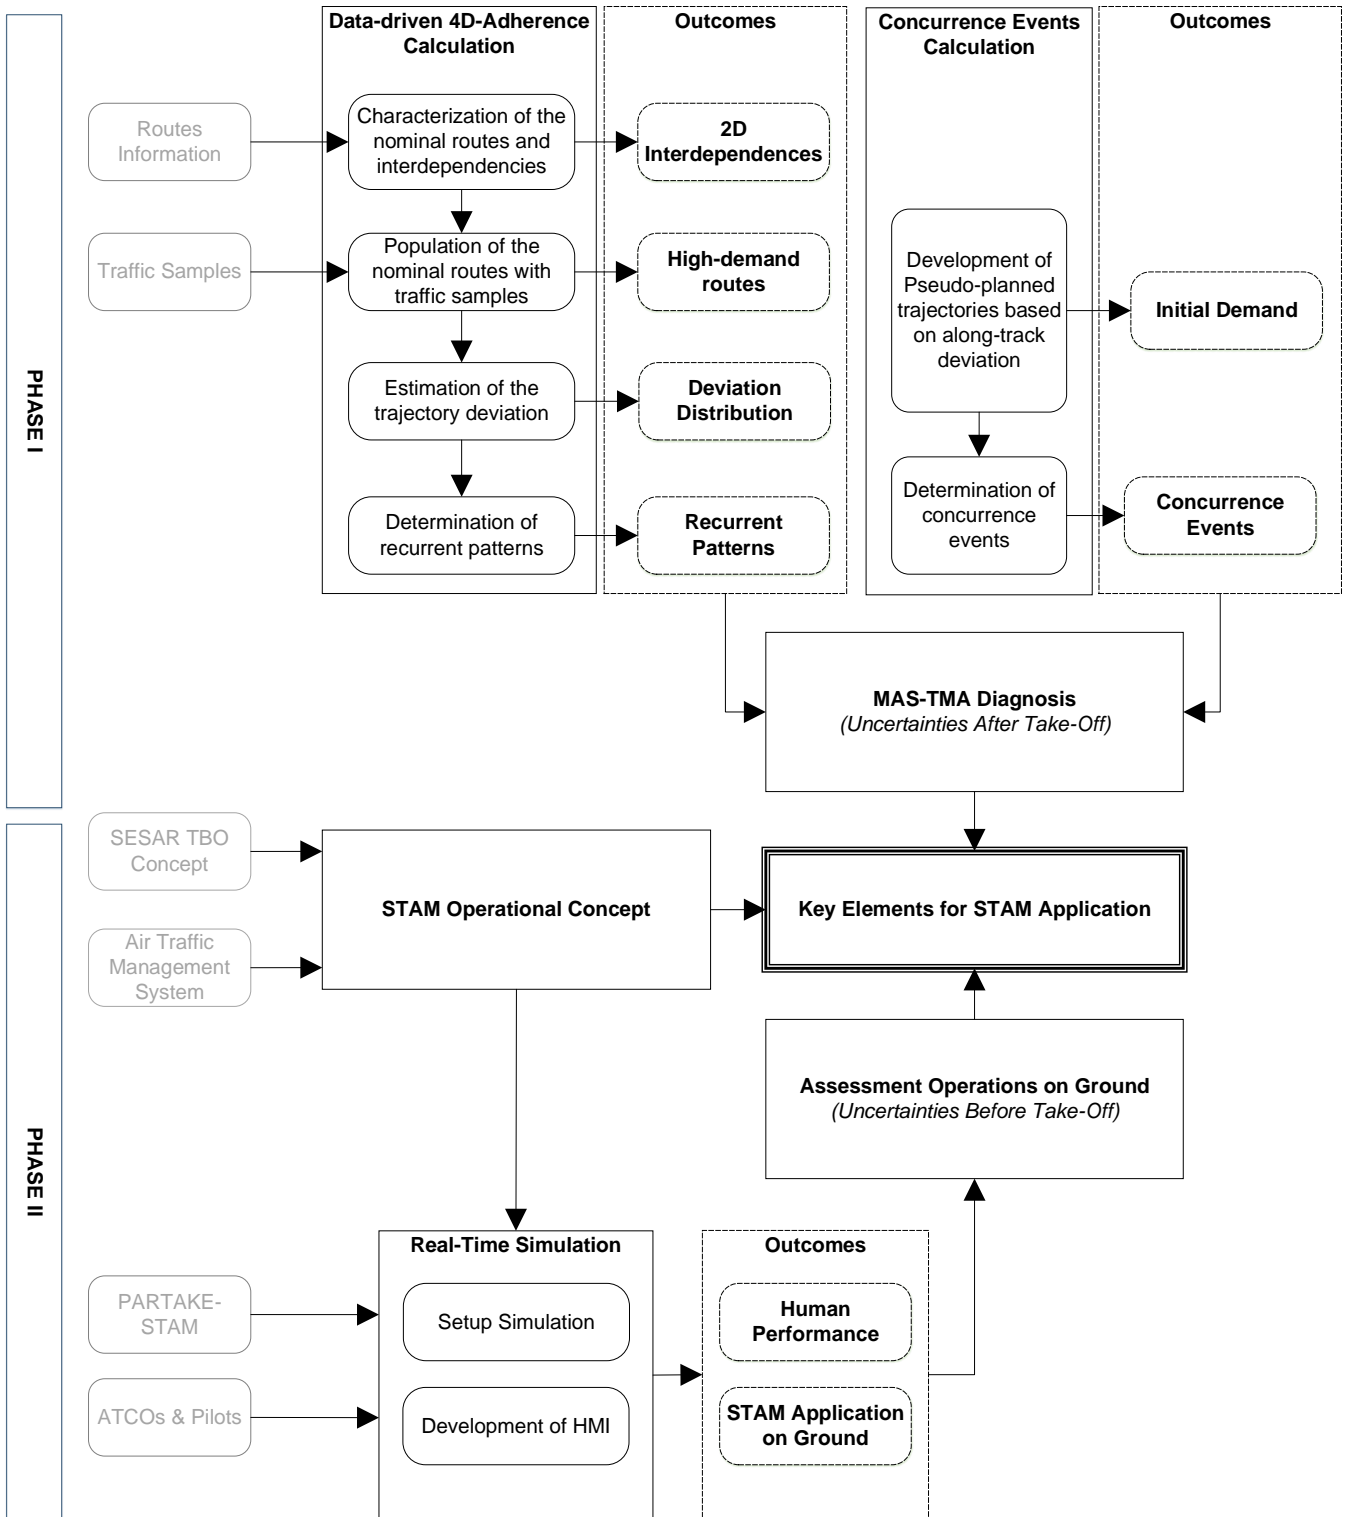 PHASE I
Data-driven 4D-Adherence
Calculation
Outcomes
Concurrence Events
Calculation
Outcomes
Routes
Information
Characterization of the
nominal routes and
interdependencies
2D
Interdependences
Traffic Samples
Population of the
nominal routes with
traffic samples
High-demand
routes
Development of
Pseudo-planned
trajectories based
on along-track
deviation
Initial Demand
Estimation of the
trajectory deviation
Deviation
Distribution
Determination of
recurrent patterns
Recurrent
Patterns
Determination of
concurrence
events
Concurrence
Events
MAS-TMA Diagnosis
(Uncertainties After Take-Off)
PHASE II
SESAR TBO
Concept
Air Traffic
Management
System
STAM Operational Concept
Key Elements for STAM Application
Assessment Operations on Ground
(Uncertainties Before Take-Off)
Real-Time Simulation
Outcomes
PARTAKE-
STAM
Setup Simulation
Human
Performance
ATCOs & Pilots
Development of HMI
STAM Application
on Ground